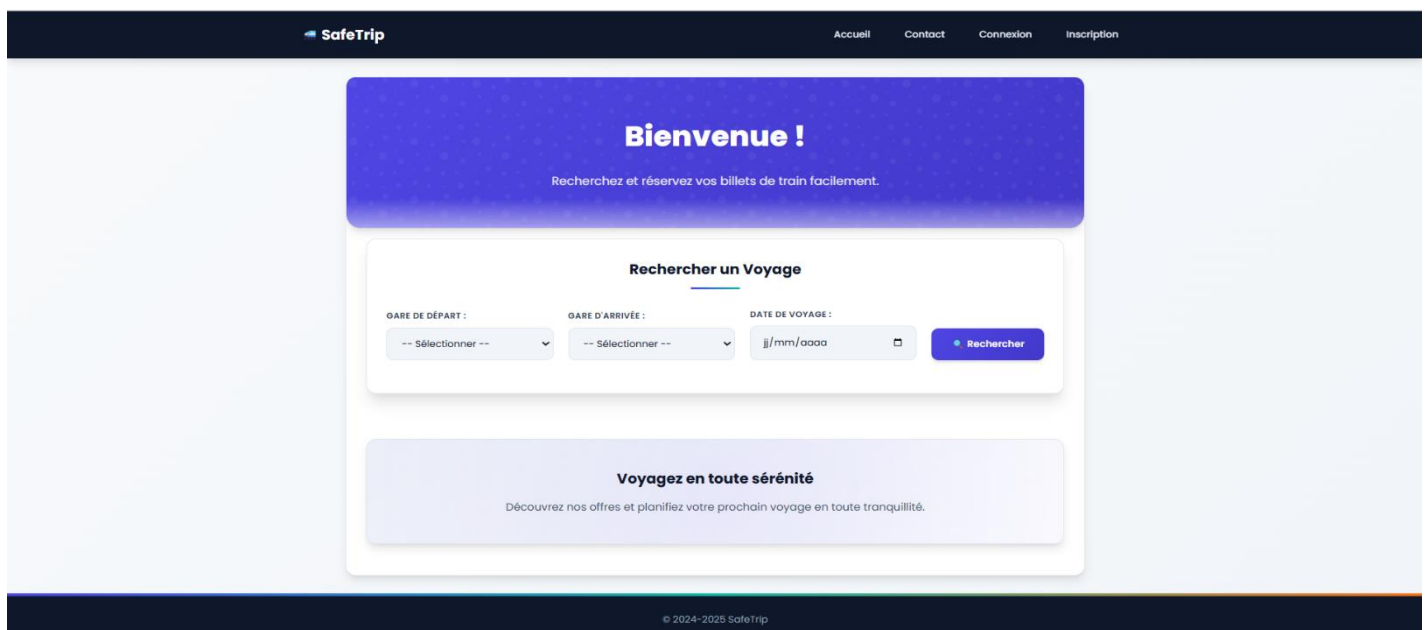 SafeTrip Accueil Contact Connexion Inscription
Bienvenue !
Recherchez et réservez vos billets de train facilement.
Rechercher un Voyage
GARE DE DÉPART : GARE D'ARRIVÉE : DATE DE VOYAGE :
-- Sélectionner -- -- Sélectionner -- jj/mm/aaaa Rechercher
Voyagez en toute sérénité
Découvrez nos offres et planifiez votre prochain voyage en toute tranquillité.
© 2024-2025 SafeTrip